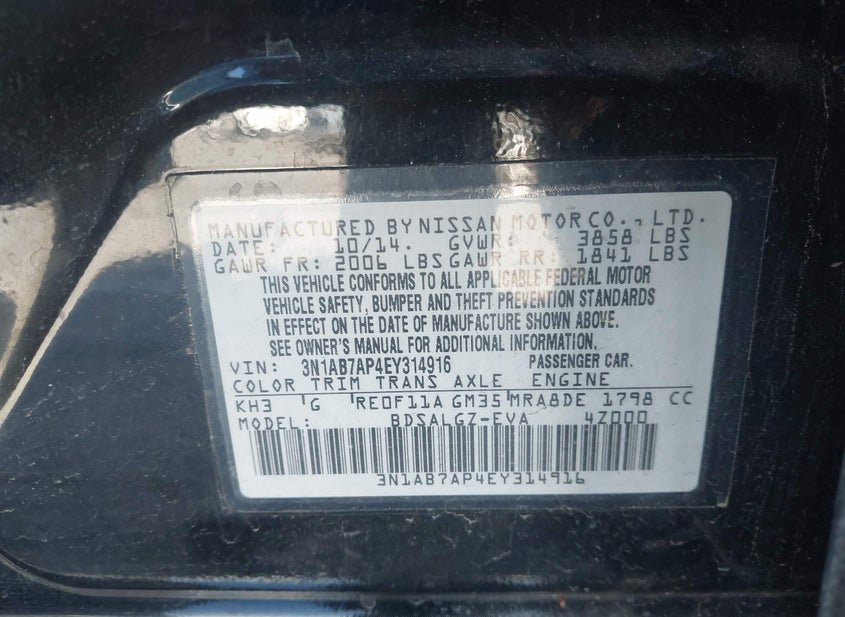 MANUFACTURED BY NISSAN MOTOR CO., LTD.
DATE: 10/14. GVWR: 3858 LBS
GAWR FR: 2006 LBS GAWR RR: 1841 LBS
THIS VEHICLE CONFORMS TO ALL APPLICABLE FEDERAL MOTOR
VEHICLE SAFETY, BUMPER AND THEFT PREVENTION STANDARDS
IN EFFECT ON THE DATE OF MANUFACTURE SHOWN ABOVE.
SEE OWNER'S MANUAL FOR ADDITIONAL INFORMATION.
VIN: 3N1AB7AP4EY314916 PASSENGER CAR.
COLOR TRIM TRANS AXLE ENGINE
KH3 G RE0F11A GM35 MRA8DE 1798 CC
MODEL: BDSALGZ-EVA 4Z000
3N1AB7AP4EY314916